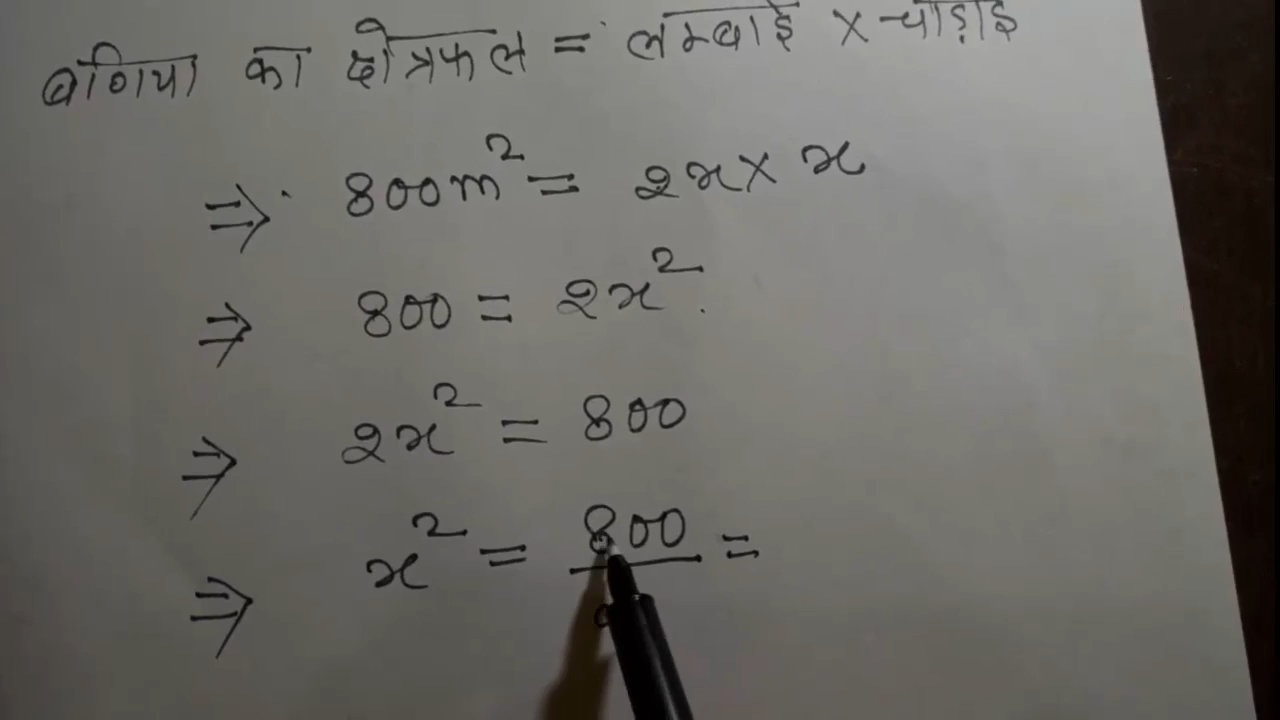 बगिया का क्षेत्रफल = लम्बाई × चौड़ाई
⇒ 800m² = 2x × x
⇒ 800 = 2x².
⇒ 2x² = 800
⇒ x² = 800 =